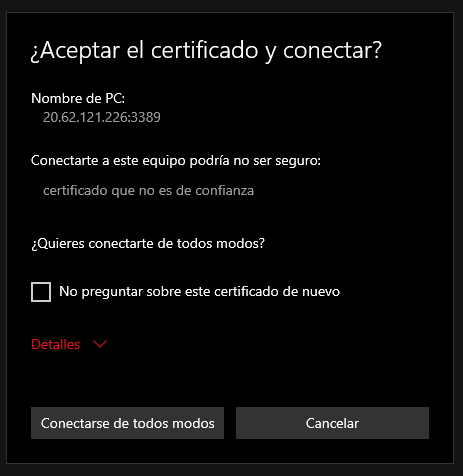 ¿Aceptar el certificado y conectar?
Nombre de PC:
20.62.121.226:3389
Conectarte a este equipo podría no ser seguro:
certificado que no es de confianza
¿Quieres conectarte de todos modos?
No preguntar sobre este certificado de nuevo
Detalles
Conectarse de todos modos
Cancelar